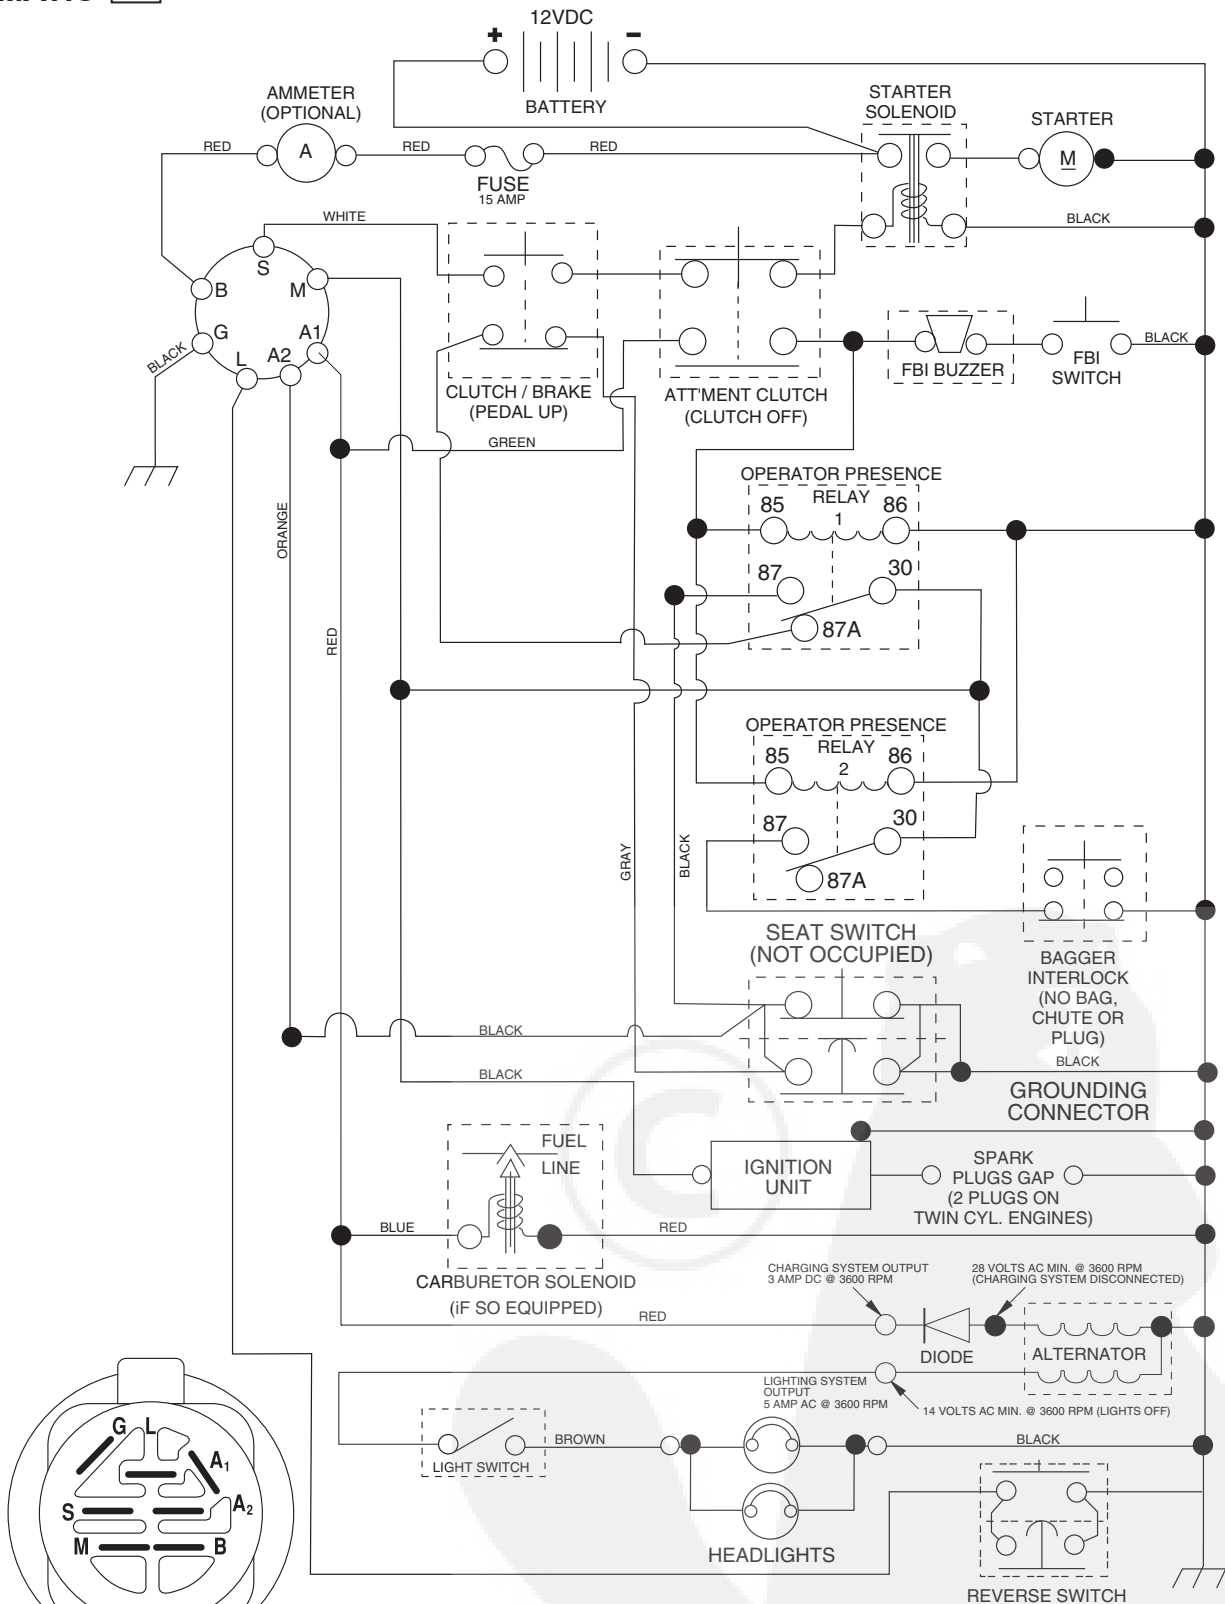 12VDC
+
−
BATTERY
AMMETER
(OPTIONAL)
STARTER
SOLENOID
STARTER
RED
A
RED
RED
M
FUSE
15 AMP
WHITE
BLACK
S
B
M
G
A1
L
A2
BLACK
CLUTCH / BRAKE
(PEDAL UP)
ATT'MENT CLUTCH
(CLUTCH OFF)
FBI BUZZER
FBI
SWITCH
BLACK
GREEN
ORANGE
RED
OPERATOR PRESENCE
RELAY
1
85
86
87
30
87A
OPERATOR PRESENCE
RELAY
2
85
86
87
30
87A
GRAY
BLACK
SEAT SWITCH
(NOT OCCUPIED)
BAGGER
INTERLOCK
(NO BAG,
CHUTE OR
PLUG)
BLACK
BLACK
BLACK
GROUNDING
CONNECTOR
©
FUEL
LINE
IGNITION
UNIT
SPARK
PLUGS GAP
(2 PLUGS ON
TWIN CYL. ENGINES)
BLUE
RED
CARBURETOR SOLENOID
(iF SO EQUIPPED)
CHARGING SYSTEM OUTPUT
3 AMP DC @ 3600 RPM
28 VOLTS AC MIN. @ 3600 RPM
(CHARGING SYSTEM DISCONNECTED)
RED
DIODE
ALTERNATOR
LIGHTING SYSTEM
OUTPUT
5 AMP AC @ 3600 RPM
14 VOLTS AC MIN. @ 3600 RPM (LIGHTS OFF)
LIGHT SWITCH
BROWN
BLACK
HEADLIGHTS
REVERSE SWITCH
G
L
A1
S
A2
M
B